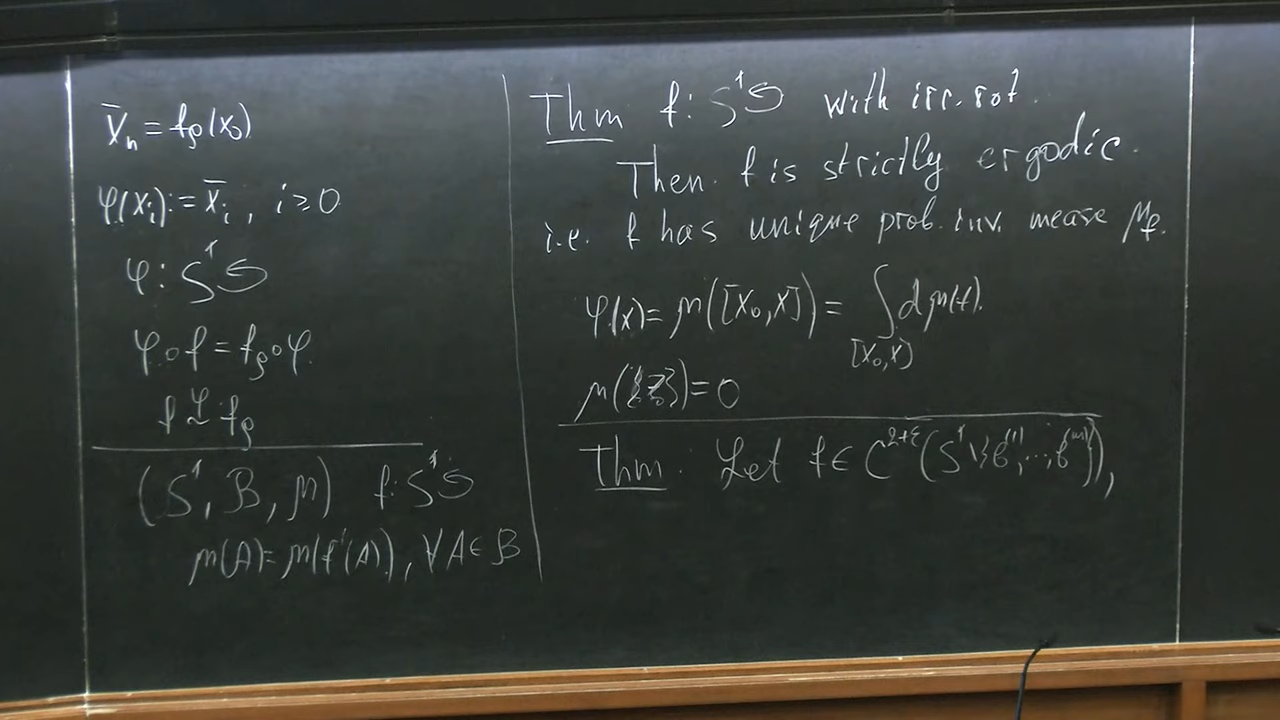 X̄ₙ = f_ρ(x₀)
φ(xᵢ) := x̄ᵢ, i ≥ 0
φ: S¹↺
φ∘f = f_ρ∘φ.
f ~^φ f_ρ
(S¹, B, μ) f: S¹↺
μ(A) = μ(f⁻¹(A)), ∀A∈B
Thm f: S¹↺ with irr. rot.
Then f is strictly ergodic.
i.e. f has unique prob. inv. measre μ_f.
φ(x) = μ([x₀, x]) = ∫_{[x₀,x)} dμ(t).
μ({z}) = 0
Thm. Let f ∈ C^{2+ε}(S¹\{b^{(1)}, ..., b^{(m)}}),